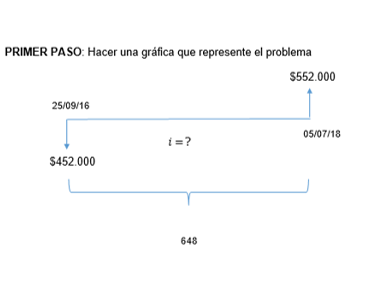 PRIMER PASO: Hacer una gráfica que represente el problema
$552.000
25/09/16
05/07/18
i =?
$452.000
648